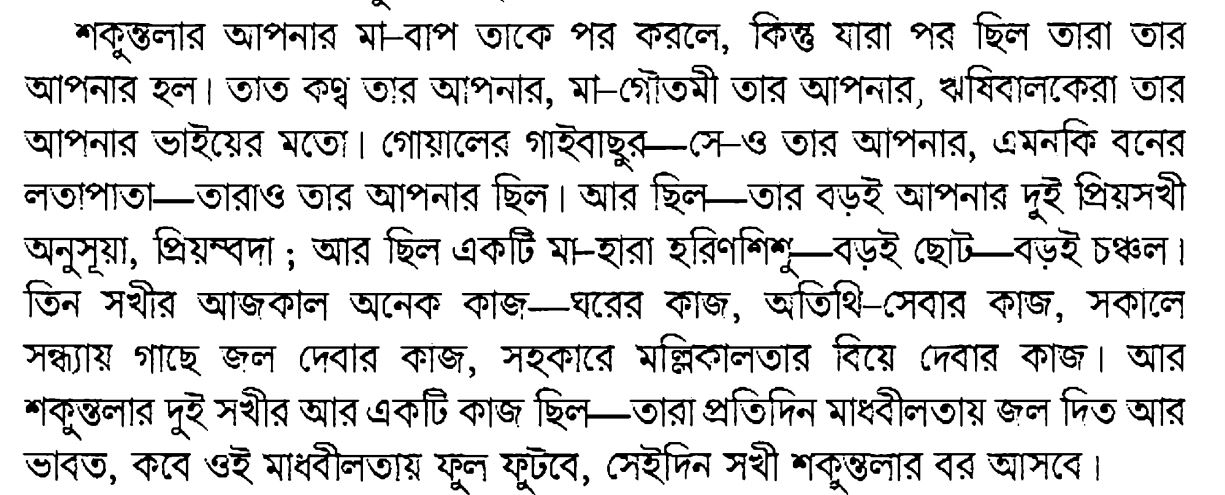 শকুন্তলার আপনার মা–বাপ তাকে পর করলে, কিন্তু যারা পর ছিল তারা তার
আপনার হল। তাত কণ্ব তার আপনার, মা–গৌতমী তার আপনার, ঋষিবালকেরা তার
আপনার ভাইয়ের মতো। গোয়ালের গাইবাছুর—সে–ও তার আপনার, এমনকি বনের
লতাপাতা—তারাও তার আপনার ছিল। আর ছিল—তার বড়ই আপনার দুই প্রিয়সখী
অনুসূয়া, প্রিয়ম্বদা ; আর ছিল একটি মা–হারা হরিণশিশু—বড়ই ছোট—বড়ই চঞ্চল।
তিন সখীর আজকাল অনেক কাজ—ঘরের কাজ, অতিথি–সেবার কাজ, সকালে
সন্ধ্যায় গাছে জল দেবার কাজ, সহকারে মল্লিকালতার বিয়ে দেবার কাজ। আর
শকুন্তলার দুই সখীর আর একটি কাজ ছিল—তারা প্রতিদিন মাধবীলতায় জল দিত আর
ভাবত, কবে ওই মাধবীলতায় ফুল ফুটবে, সেইদিন সখী শকুন্তলার বর আসবে।